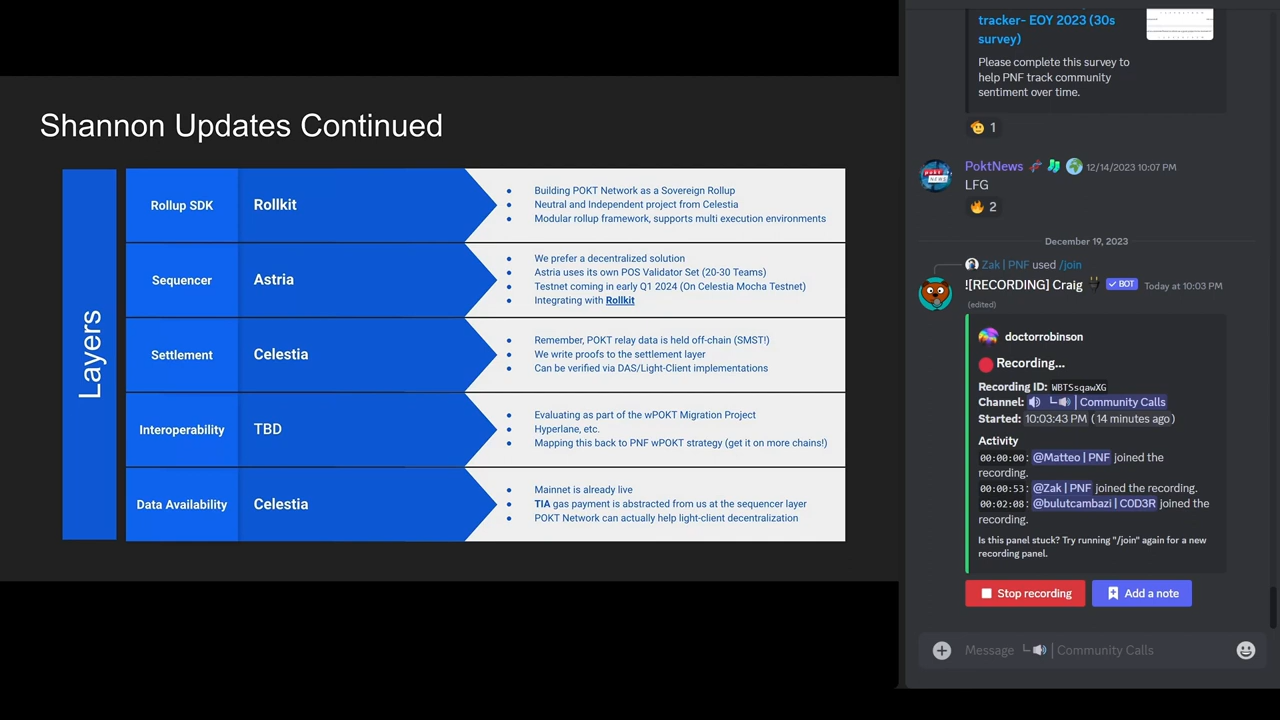 Shannon Updates Continued
Layers
Rollup SDK
Rollkit
Building POKT Network as a Sovereign Rollup
Neutral and Independent project from Celestia
Modular rollup framework, supports multi execution environments
Sequencer
Astria
We prefer a decentralized solution
Astria uses its own POS Validator Set (20-30 Teams)
Testnet coming in early Q1 2024 (On Celestia Mocha Testnet)
Integrating with Rollkit
Settlement
Celestia
Remember, POKT relay data is held off-chain (SMST!)
We write proofs to the settlement layer
Can be verified via DAS/Light-Client implementations
Interoperability
TBD
Evaluating as part of the wPOKT Migration Project
Hyperlane, etc.
Mapping this back to PNF wPOKT strategy (get it on more chains!)
Data Availability
Celestia
Mainnet is already live
TIA gas payment is abstracted from us at the sequencer layer
POKT Network can actually help light-client decentralization
tracker- EOY 2023 (30s
survey)
Please complete this survey to
help PNF track community
sentiment over time.
1
PoktNews 12/14/2023 10:07 PM
POKT
NEWS
LFG
2
December 19, 2023
Zak | PNF used /join
![RECORDING] Craig BOT Today at 10:03 PM
(edited)
doctorrobinson
Recording...
Recording ID: WBTSsqawXG
Channel: | Community Calls
Started: 10:03:43 PM (14 minutes ago)
Activity
00:00:00: @Matteo | PNF joined the
recording.
00:00:53: @Zak | PNF joined the recording.
00:02:08: @bulutcambazi | C0D3R joined the
recording.
Is this panel stuck? Try running "/join" again for a new
recording panel.
Stop recording
Add a note
Message | Community Calls